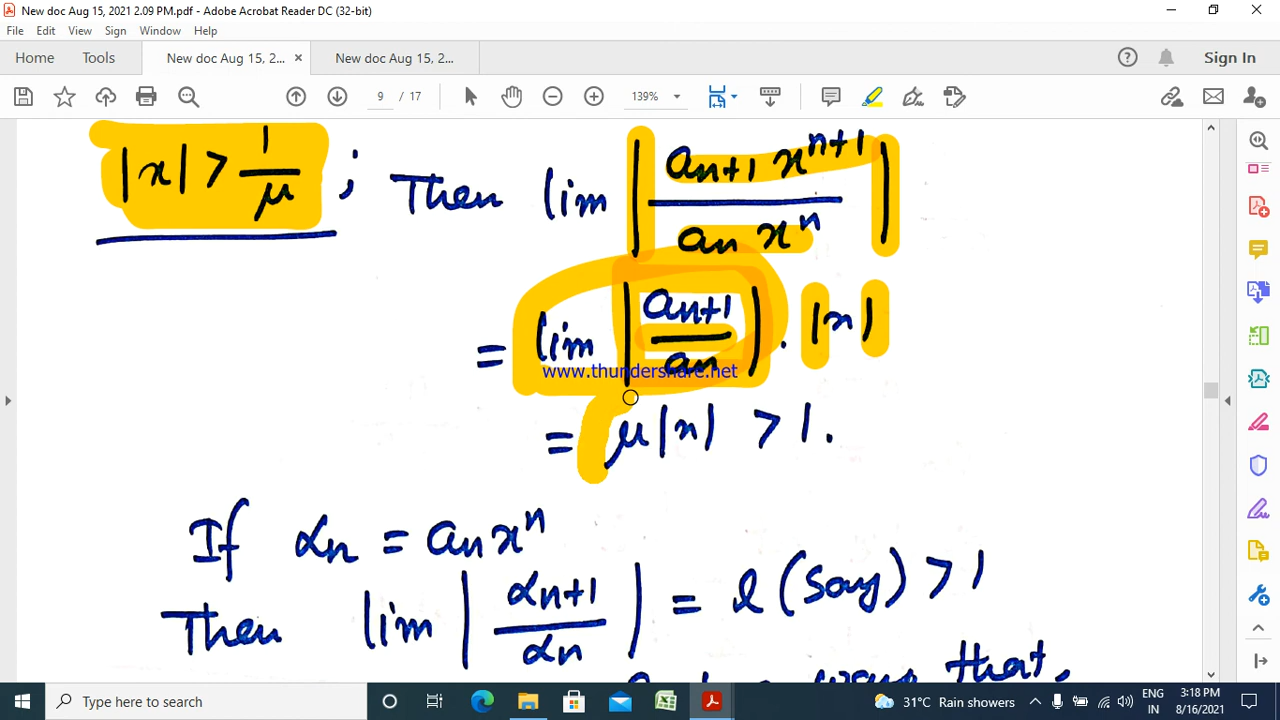 New doc Aug 15, 2021 2.09 PM.pdf - Adobe Acrobat Reader DC (32-bit)
File Edit View Sign Window Help
Home Tools New doc Aug 15, 2... × New doc Aug 15, 2... Sign In
9 / 17 139%
|x| > 1/μ ; Then lim |an+1 x^n+1 / an x^n|
= lim |an+1 / an| . |x|
www.thundershare.net
= μ|x| > 1.
If αn = an x^n
Then lim |αn+1 / αn| = l (say) > 1
that,
Type here to search
31°C Rain showers
ENG
IN
3:18 PM
8/16/2021